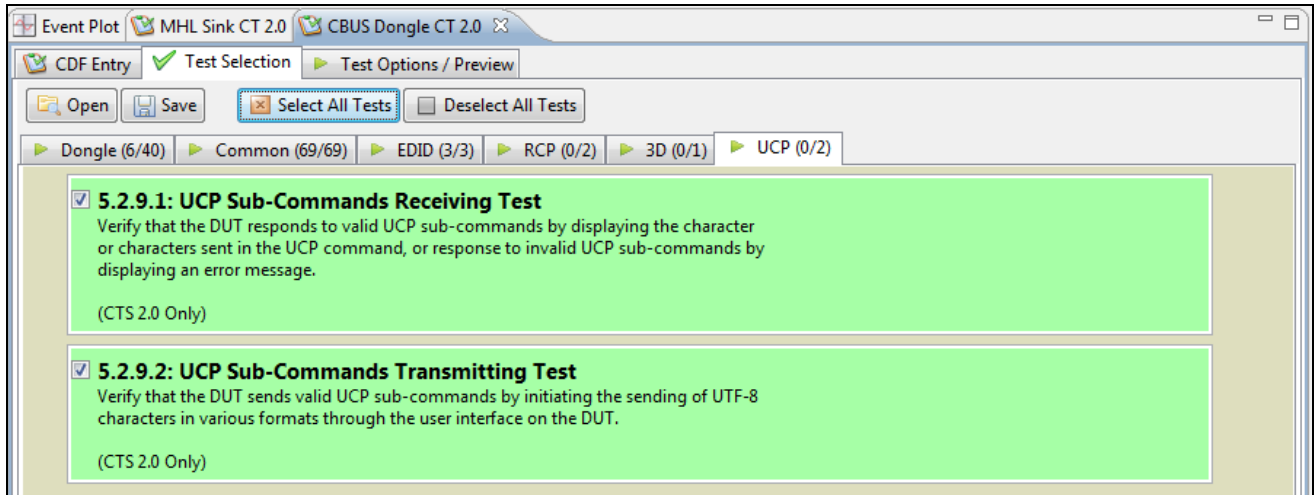 Event Plot MHL Sink CT 2.0 CBUS Dongle CT 2.0
CDF Entry Test Selection Test Options / Preview
Open Save Select All Tests Deselect All Tests
Dongle (6/40) Common (69/69) EDID (3/3) RCP (0/2) 3D (0/1) UCP (0/2)
5.2.9.1: UCP Sub-Commands Receiving Test
Verify that the DUT responds to valid UCP sub-commands by displaying the character
or characters sent in the UCP command, or response to invalid UCP sub-commands by
displaying an error message.
(CTS 2.0 Only)
5.2.9.2: UCP Sub-Commands Transmitting Test
Verify that the DUT sends valid UCP sub-commands by initiating the sending of UTF-8
characters in various formats through the user interface on the DUT.
(CTS 2.0 Only)